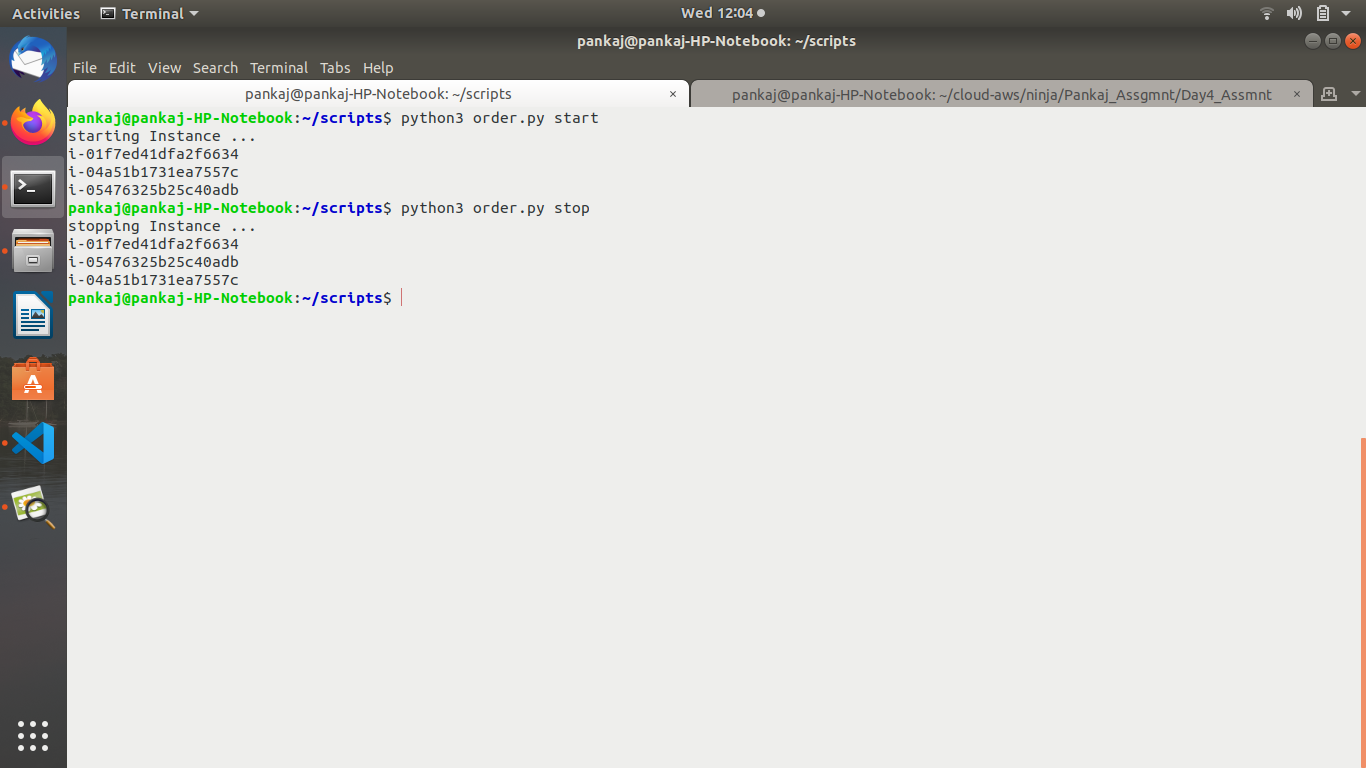 Activities Terminal Wed 12:04
pankaj@pankaj-HP-Notebook: ~/scripts
File Edit View Search Terminal Tabs Help
pankaj@pankaj-HP-Notebook: ~/scripts × pankaj@pankaj-HP-Notebook: ~/cloud-aws/ninja/Pankaj_Assgmnt/Day4_Assmnt ×
pankaj@pankaj-HP-Notebook:~/scripts$ python3 order.py start
starting Instance ...
i-01f7ed41dfa2f6634
i-04a51b1731ea7557c
i-05476325b25c40adb
pankaj@pankaj-HP-Notebook:~/scripts$ python3 order.py stop
stopping Instance ...
i-01f7ed41dfa2f6634
i-05476325b25c40adb
i-04a51b1731ea7557c
pankaj@pankaj-HP-Notebook:~/scripts$